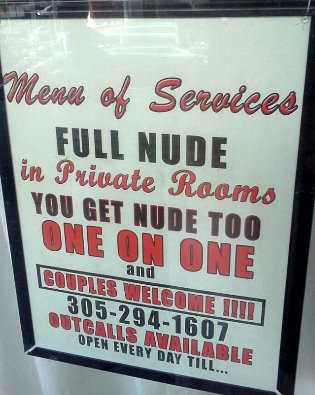 Menu of Services
FULL NUDE
in Private Rooms
YOU GET NUDE TOO
ONE ON ONE
and
COUPLES WELCOME !!!!
305-294-1607
OUTCALLS AVAILABLE
OPEN EVERY DAY TILL...